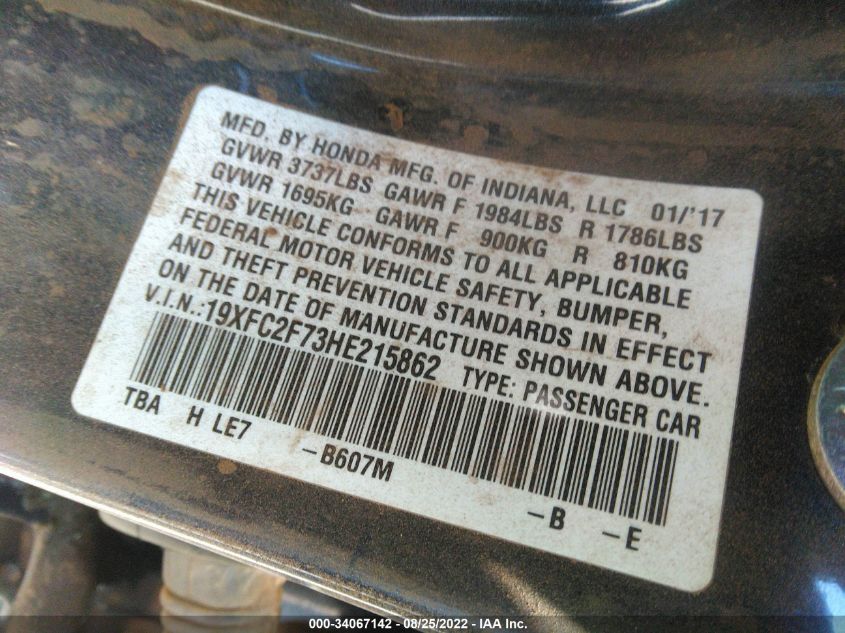 MFD. BY HONDA MFG. OF INDIANA, LLC 01/'17
GVWR 3737LBS GAWR F 1984LBS R 1786LBS
GVWR 1695KG GAWR F 900KG R 810KG
THIS VEHICLE CONFORMS TO ALL APPLICABLE
FEDERAL MOTOR VEHICLE SAFETY, BUMPER,
AND THEFT PREVENTION STANDARDS IN EFFECT
ON THE DATE OF MANUFACTURE SHOWN ABOVE.
V.I.N.:19XFC2F73HE215862 TYPE: PASSENGER CAR
TBA H LE7 -B607M -B -E
000-34067142 - 08/25/2022 - IAA Inc.